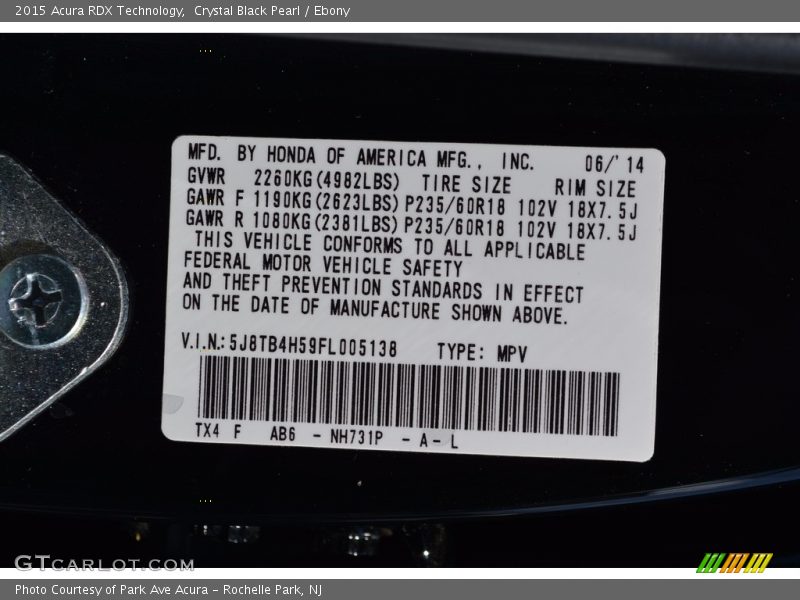 2015 Acura RDX Technology, Crystal Black Pearl / Ebony
MFD. BY HONDA OF AMERICA MFG., INC. 06/'14
GVWR 2260KG(4982LBS) TIRE SIZE RIM SIZE
GAWR F 1190KG(2623LBS) P235/60R18 102V 18X7.5J
GAWR R 1080KG(2381LBS) P235/60R18 102V 18X7.5J
THIS VEHICLE CONFORMS TO ALL APPLICABLE
FEDERAL MOTOR VEHICLE SAFETY
AND THEFT PREVENTION STANDARDS IN EFFECT
ON THE DATE OF MANUFACTURE SHOWN ABOVE.
V.I.N.:5J8TB4H59FL005138 TYPE: MPV
TX4 F AB6 - NH731P - A- L
GTCARLOT.COM
Photo Courtesy of Park Ave Acura - Rochelle Park, NJ